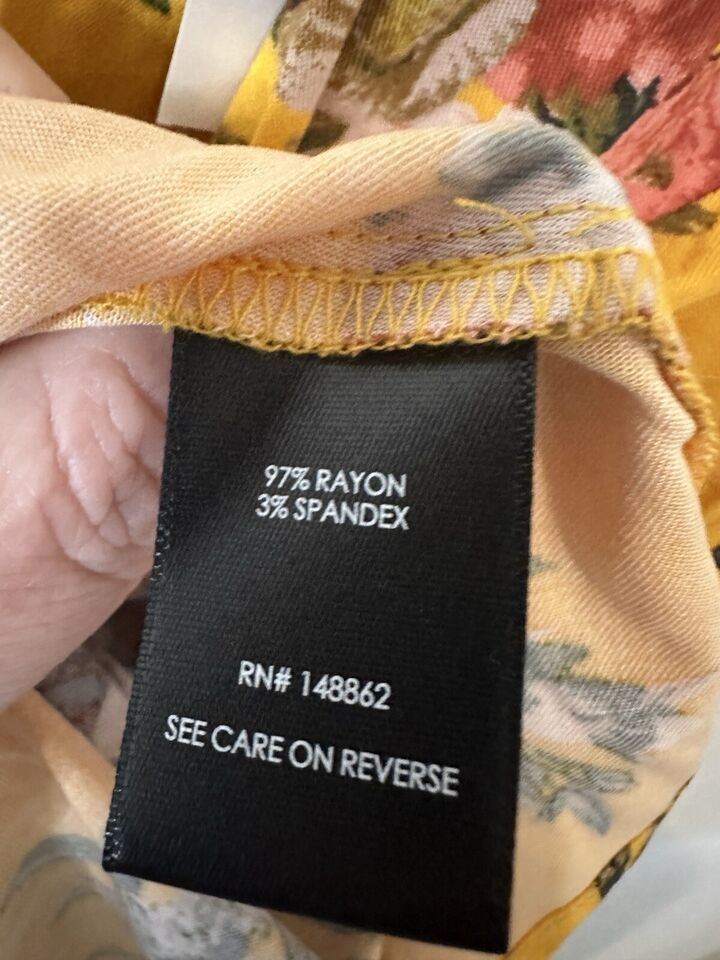 97% RAYON
3% SPANDEX
RN# 148862
SEE CARE ON REVERSE